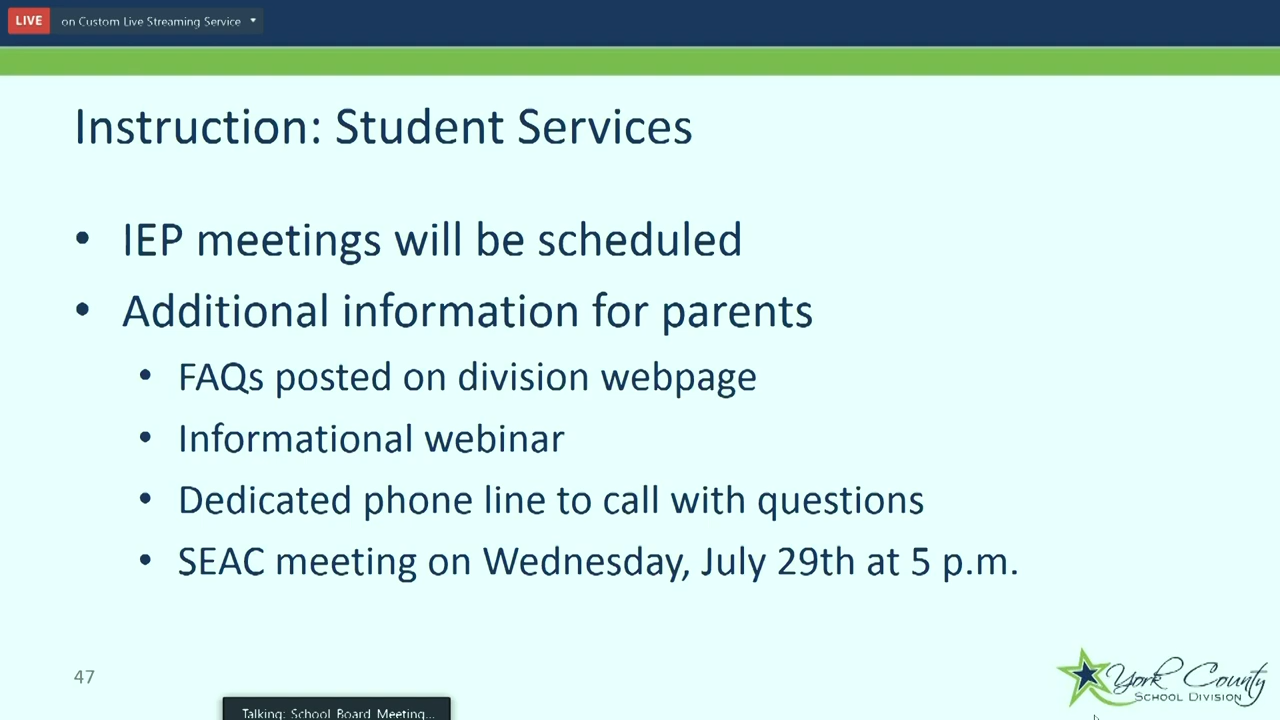 LIVE on Custom Live Streaming Service
Instruction: Student Services
• IEP meetings will be scheduled
• Additional information for parents
• FAQs posted on division webpage
• Informational webinar
• Dedicated phone line to call with questions
• SEAC meeting on Wednesday, July 29th at 5 p.m.
47
York County
SCHOOL DIVISION
Talking: School Board Meeting...